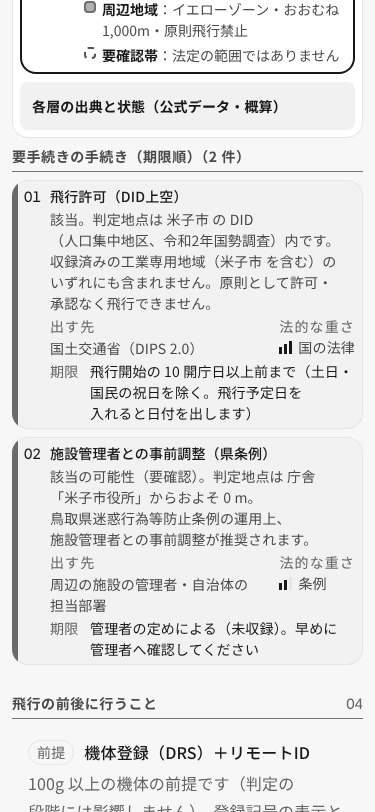 周辺地域：イエローゾーン・おおむね
1,000m・原則飛行禁止
要確認帯：法定の範囲ではありません
各層の出典と状態（公式データ・概算）
要手続きの手続き（期限順）（2 件）
01 飛行許可（DID上空）
該当。判定地点は 米子市 の DID
（人口集中地区、令和2年国勢調査）内です。
収録済みの工業専用地域（米子市 を含む）の
いずれにも含まれません。原則として許可・
承認なく飛行できません。
出す先 法的な重さ
国土交通省（DIPS 2.0） 国の法律
期限 飛行開始の 10 開庁日以上前まで（土日・
国民の祝日を除く。飛行予定日を
入れると日付を出します）
02 施設管理者との事前調整（県条例）
該当の可能性（要確認）。判定地点は 庁舎
「米子市役所」からおよそ 0 m。
鳥取県迷惑行為等防止条例の運用上、
施設管理者との事前調整が推奨されます。
出す先 法的な重さ
周辺の施設の管理者・自治体の 条例
担当部署
期限 管理者の定めによる（未収録）。早めに
管理者へ確認してください
飛行の前後に行うこと 04
前提 機体登録（DRS）＋リモートID
100g 以上の機体の前提です（判定の
段階には影響しません）。登録記号の表示と